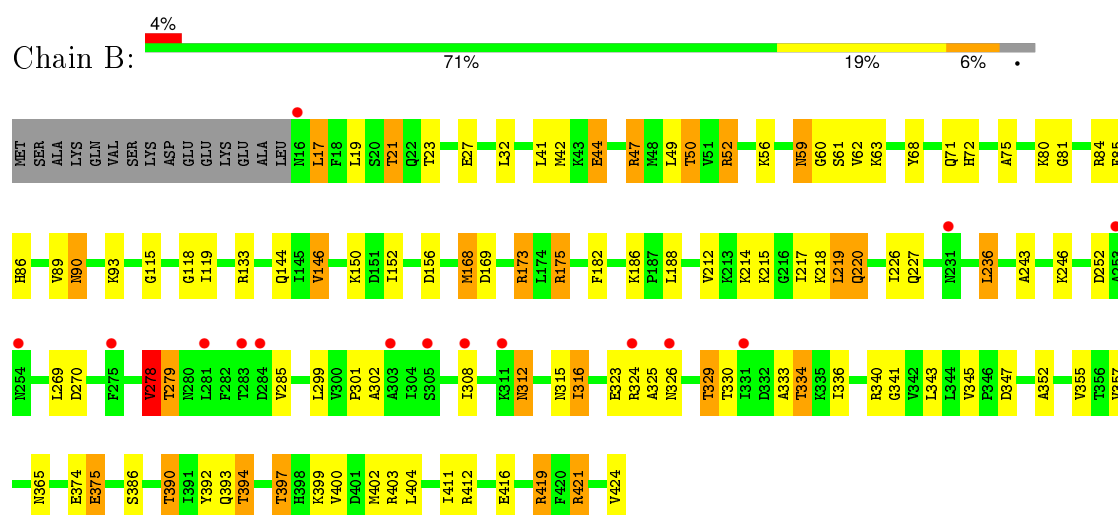 4%
Chain B:
71% 19% 6% •
MET SER ALA LYS GLN VAL SER LYS ASP GLU GLU LYS GLU ALA LEU N16 L17 F18 L19 S20 T21 Q22 T23 E27 L32 L41 M42 K43 E44 R47 M48 L49 T50 V51 R52 K56 N59 G60 S61 V62 K63 Y68 Q71 H72 A75 K80 G81 R84
H86 V89 N90 K93 G115 G118 I119 R133 Q144 I145 V146 K150 D151 I152 D156 M168 D169 R173 L174 R175 F182 K186 P187 L188 V212 K213 K214 K215 G216 I217 K218 L219 Q220 I226 Q227 N231 L236 A243 K246 D252 A253
N254 L269 D270 F275 V278 T279 N280 L281 F282 T283 D284 V285 L299 V300 P301 A302 A303 I304 S305 I308 K311 N312 N315 I316 E323 R324 A325 N326 T329 T330 I331 D332 A333 T334 K335 I336 R340 G341 V342 L343 L344 V345 P346 D347 A352 V355 T356 V357
N365 E374 E375 S386 T390 I391 Y392 Q393 T394 T397 H398 K399 V400 D401 M402 R403 L404 I411 R412 E416 R419 F420 R421 V424